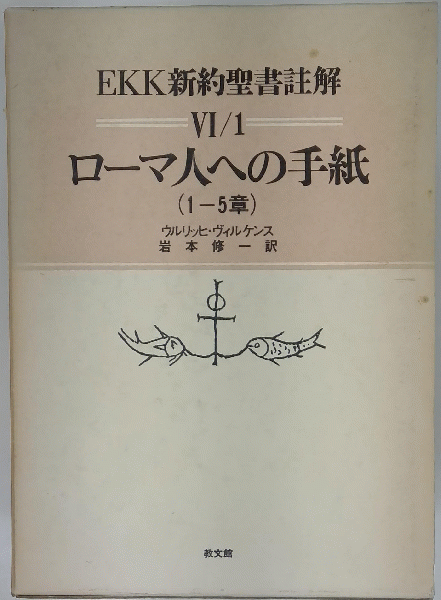 EKK新約聖書註解
VI/1
ローマ人への手紙
(1−5章)
ウルリッヒ・ヴィルケンス
岩本修一訳
教文館